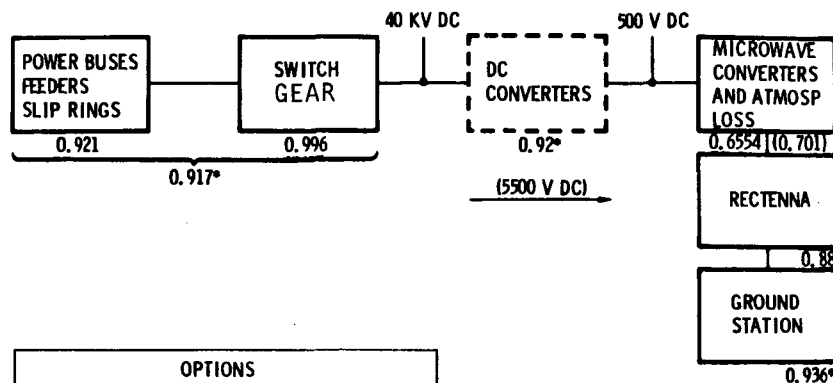 40 KV DC
500 V DC
POWER BUSES
FEEDERS
SLIP RINGS
0.921
SWITCH
GEAR
0.996
0.917*
DC
CONVERTERS
0.92*
(5500 V DC)
MICROWAVE
CONVERTERS
AND ATMOSP
LOSS
0.6554 (0.701)
RECTENNA
0.88
GROUND
STATION
0.936*
OPTIONS